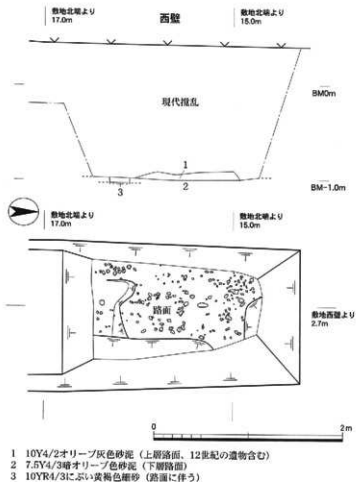 敷地北端より
17.0m
西壁
敷地北端より
15.0m
現代撹乱
BM0m
1
2
3
BM-1.0m
敷地北端より
17.0m
敷地北端より
15.0m
路面
敷地西壁より
2.7m
0
2m
1 10Y4/2オリーブ灰色砂泥（上層路面、12世紀の遺物含む）
2 7.5Y4/3暗オリーブ色砂泥（下層路面）
3 10YR4/3にぶい黄褐色細砂（路面に伴う）